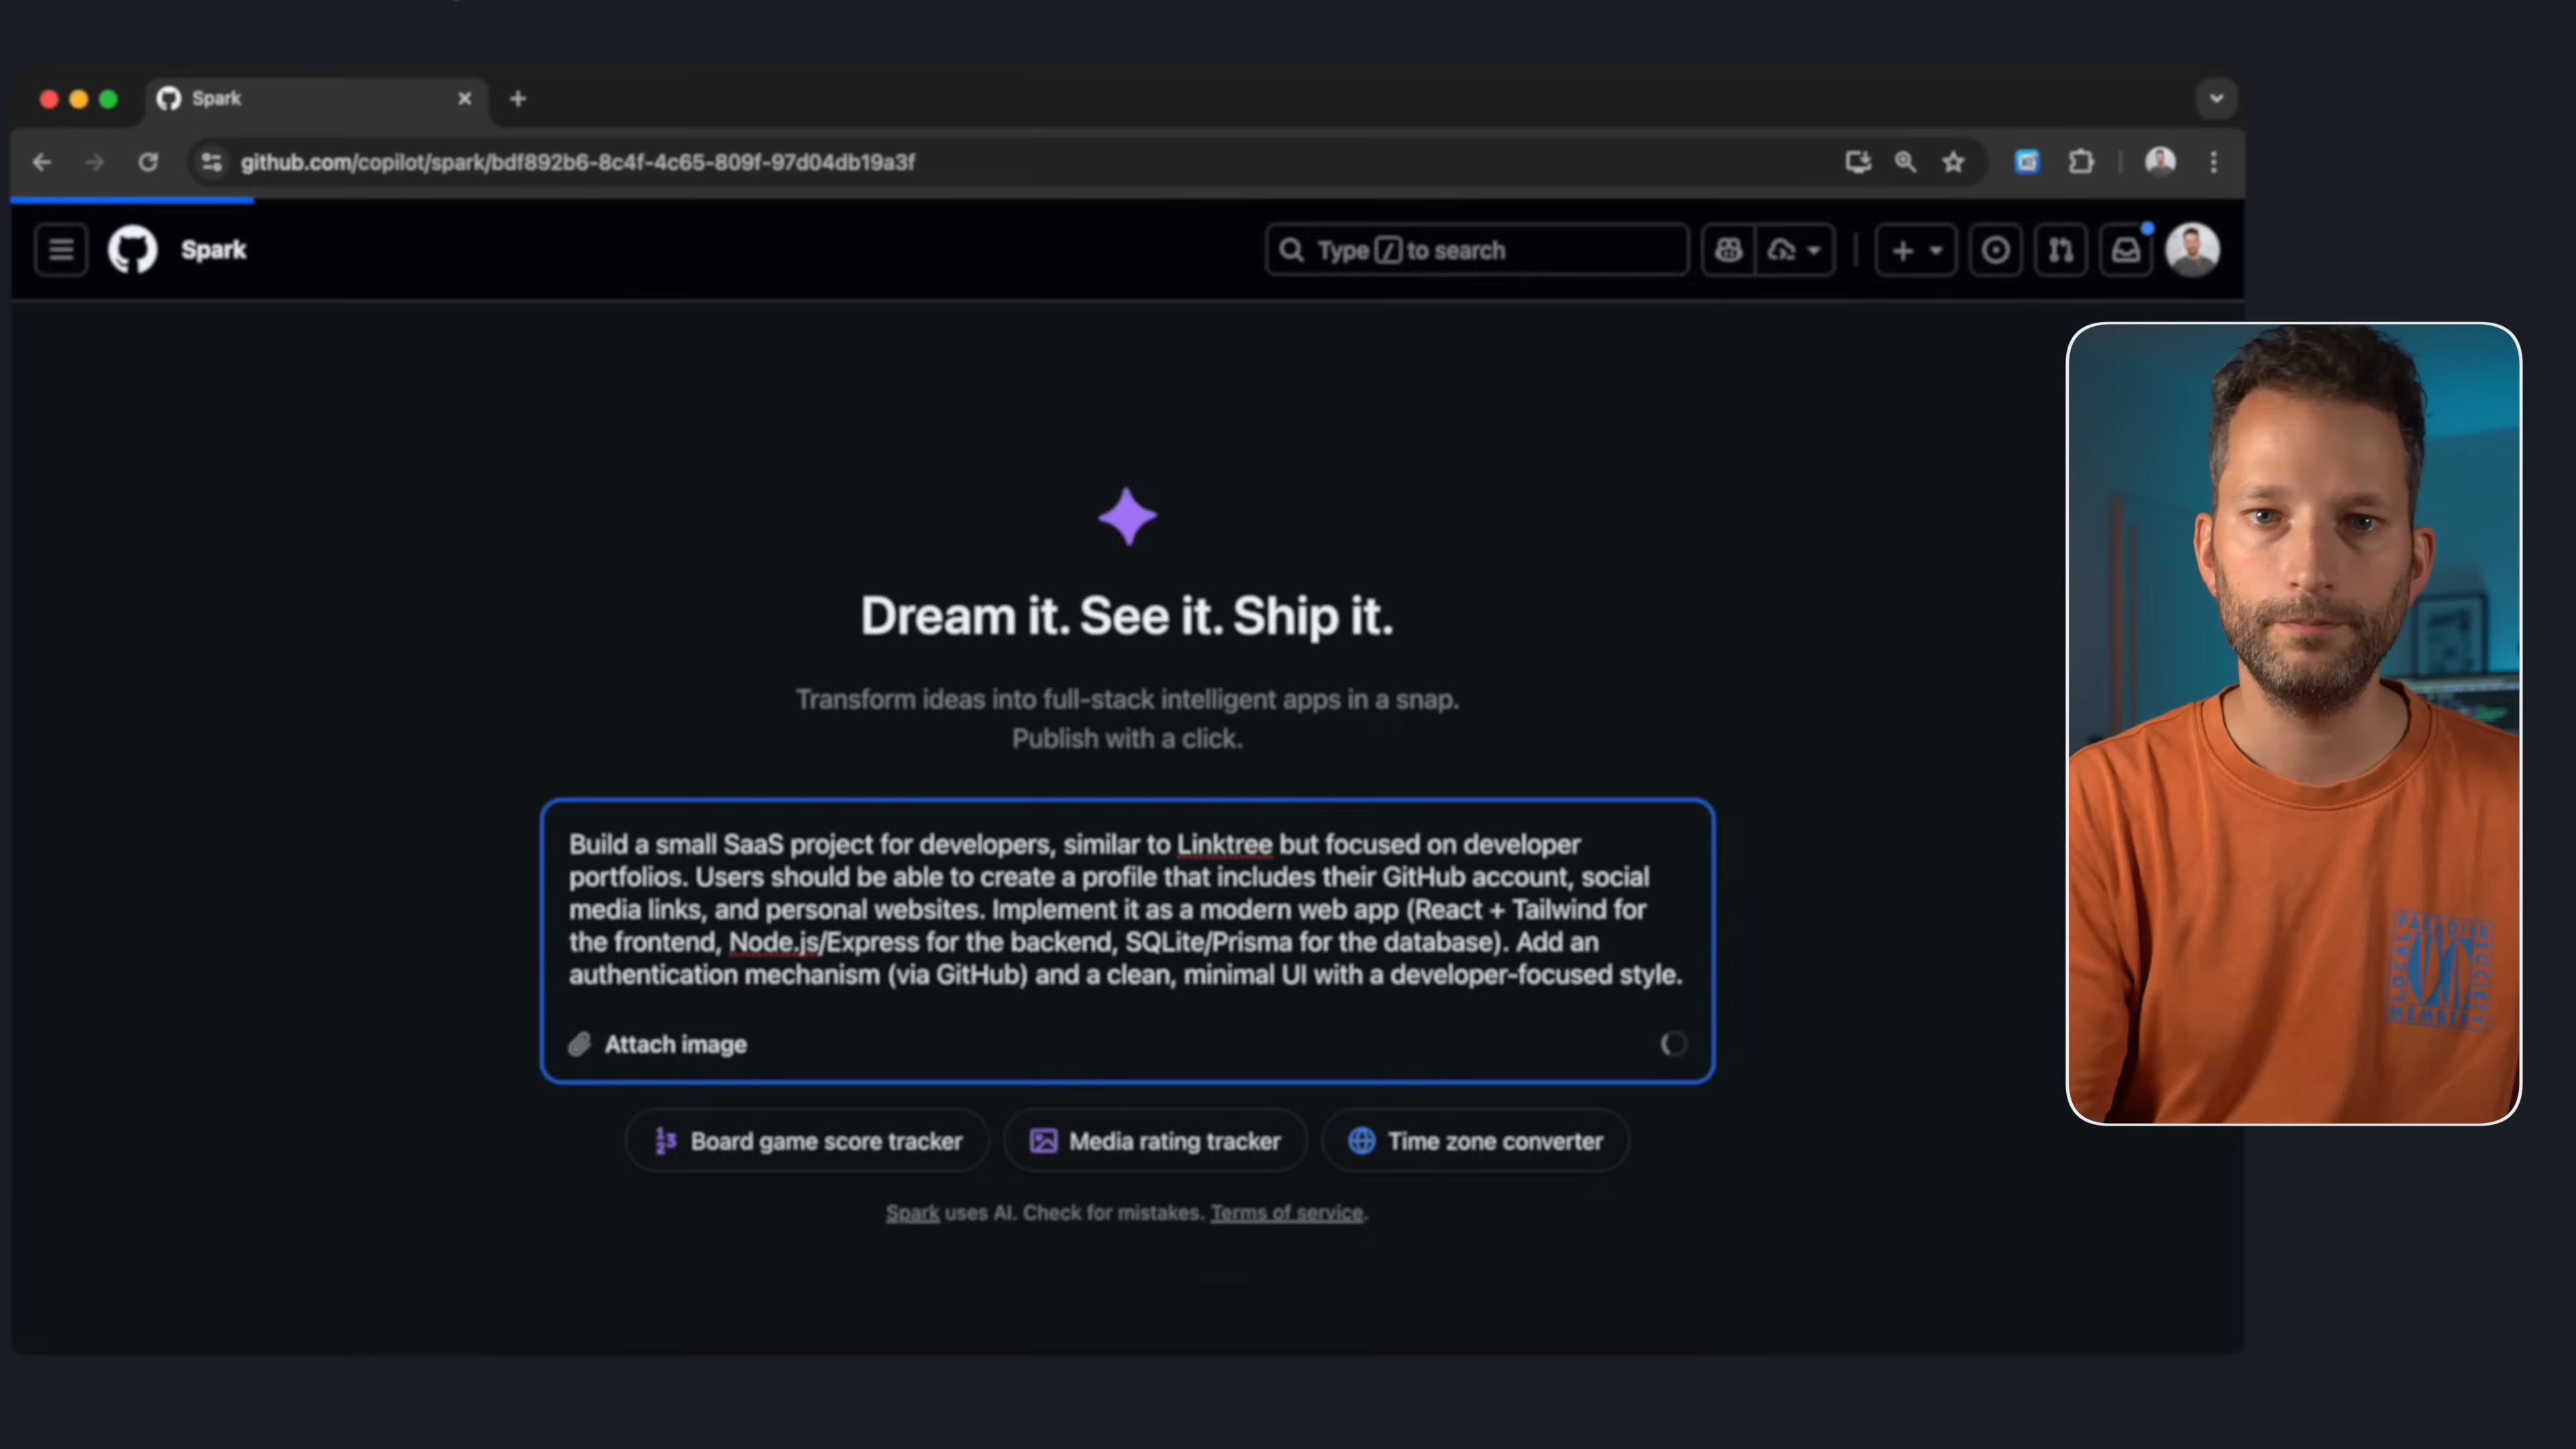 Spark
github.com/copilot/spark/bdf892b6-8c4f-4c65-809f-97d04db19a3f
Spark
Type / to search
Dream it. See it. Ship it.
Transform ideas into full-stack intelligent apps in a snap.
Publish with a click.
Build a small SaaS project for developers, similar to Linktree but focused on developer
portfolios. Users should be able to create a profile that includes their GitHub account, social
media links, and personal websites. Implement it as a modern web app (React + Tailwind for
the frontend, Node.js/Express for the backend, SQLite/Prisma for the database). Add an
authentication mechanism (via GitHub) and a clean, minimal UI with a developer-focused style.
Attach image
Board game score tracker
Media rating tracker
Time zone converter
Spark uses AI. Check for mistakes. Terms of service.
PARADISE
LOCAL
SOCIETY
MEMBER